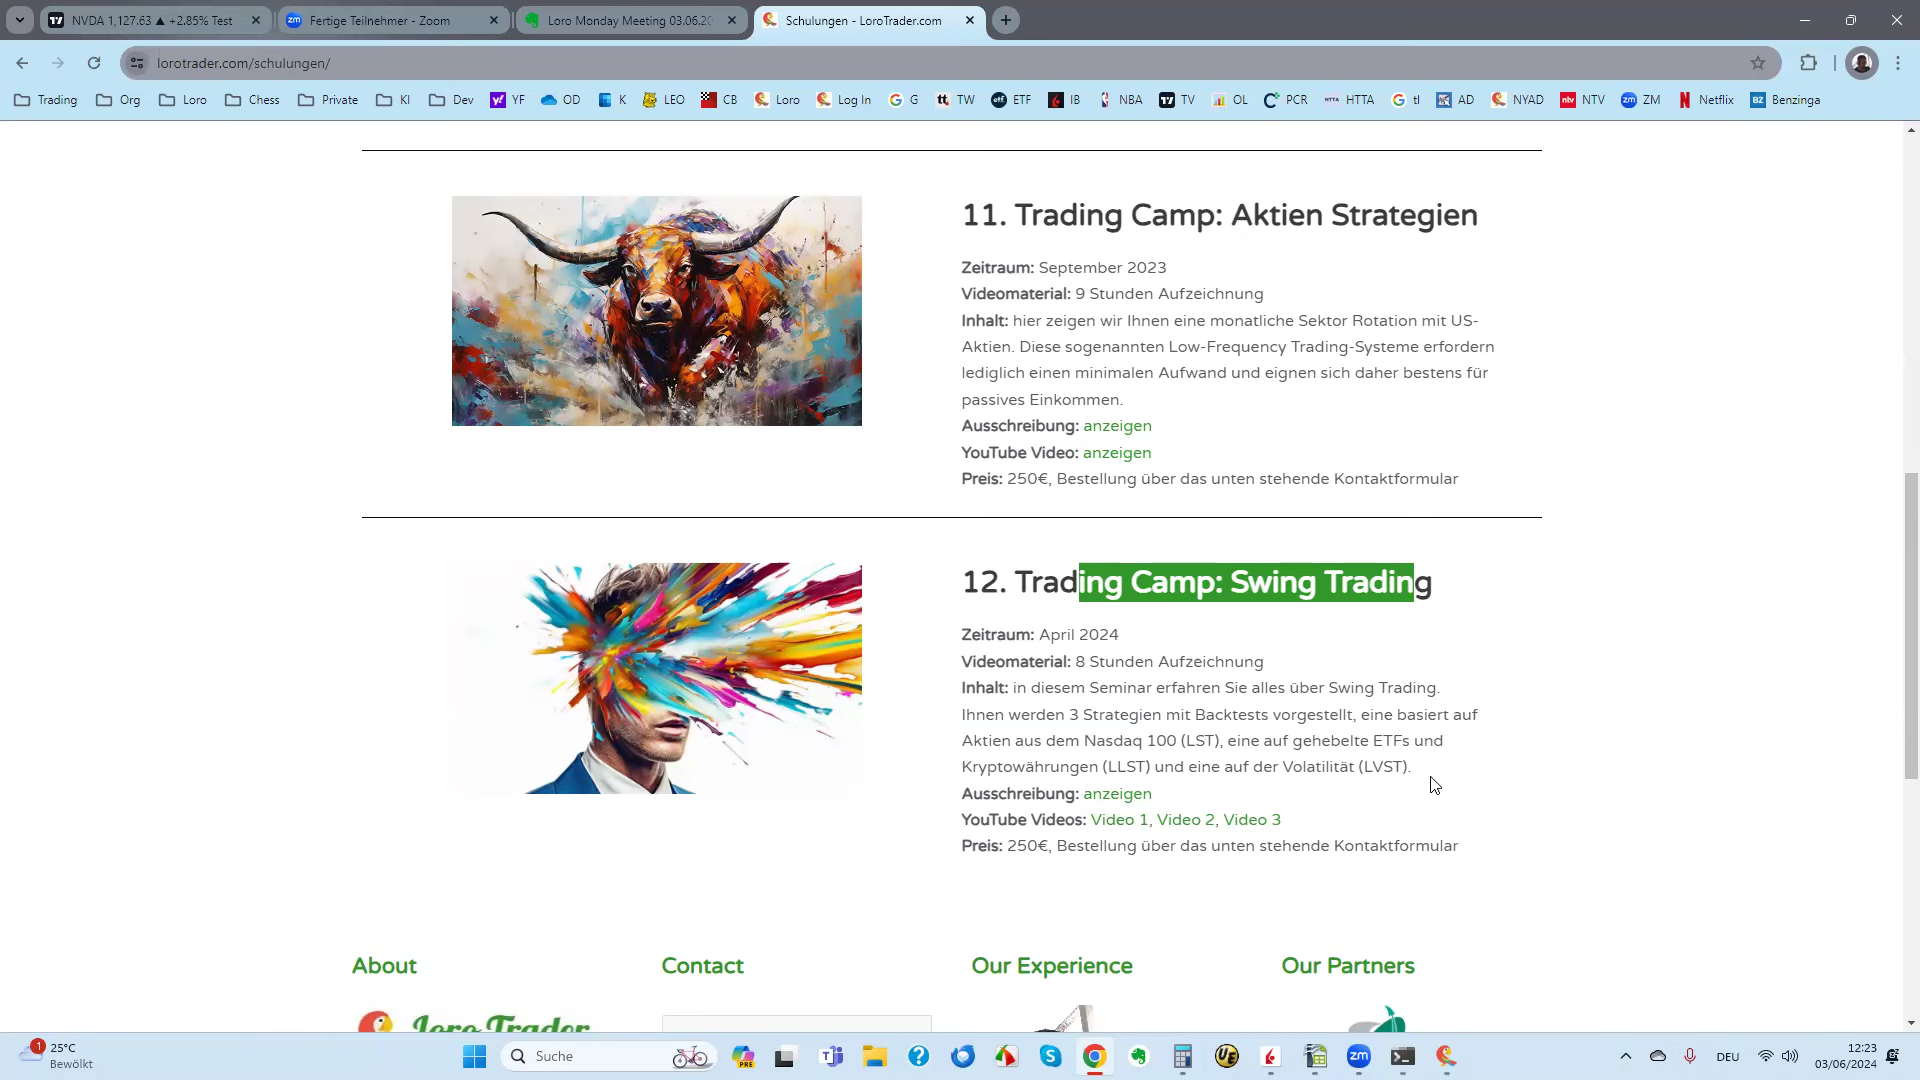 NVDA 1,127.63 ▲ +2.85% Test
Fertige Teilnehmer - Zoom
Loro Monday Meeting 03.06.20
Schulungen - LoroTrader.com
lorotrader.com/schulungen/
Trading Org Loro Chess Private KI Dev YF OD K LEO CB Loro Log In G TW ETF IB NBA TV OL PCR HTTA tl AD NYAD NTV ZM Netflix Benzinga
11. Trading Camp: Aktien Strategien
Zeitraum: September 2023
Videomaterial: 9 Stunden Aufzeichnung
Inhalt: hier zeigen wir Ihnen eine monatliche Sektor Rotation mit US-
Aktien. Diese sogenannten Low-Frequency Trading-Systeme erfordern
lediglich einen minimalen Aufwand und eignen sich daher bestens für
passives Einkommen.
Ausschreibung: anzeigen
YouTube Video: anzeigen
Preis: 250€, Bestellung über das unten stehende Kontaktformular
12. Trading Camp: Swing Trading
Zeitraum: April 2024
Videomaterial: 8 Stunden Aufzeichnung
Inhalt: in diesem Seminar erfahren Sie alles über Swing Trading.
Ihnen werden 3 Strategien mit Backtests vorgestellt, eine basiert auf
Aktien aus dem Nasdaq 100 (LST), eine auf gehebelte ETFs und
Kryptowährungen (LLST) und eine auf der Volatilität (LVST).
Ausschreibung: anzeigen
YouTube Videos: Video 1, Video 2, Video 3
Preis: 250€, Bestellung über das unten stehende Kontaktformular
About Contact Our Experience Our Partners
Loro Trader
1
25°C
Bewölkt
Suche
DEU
12:23
03/06/2024